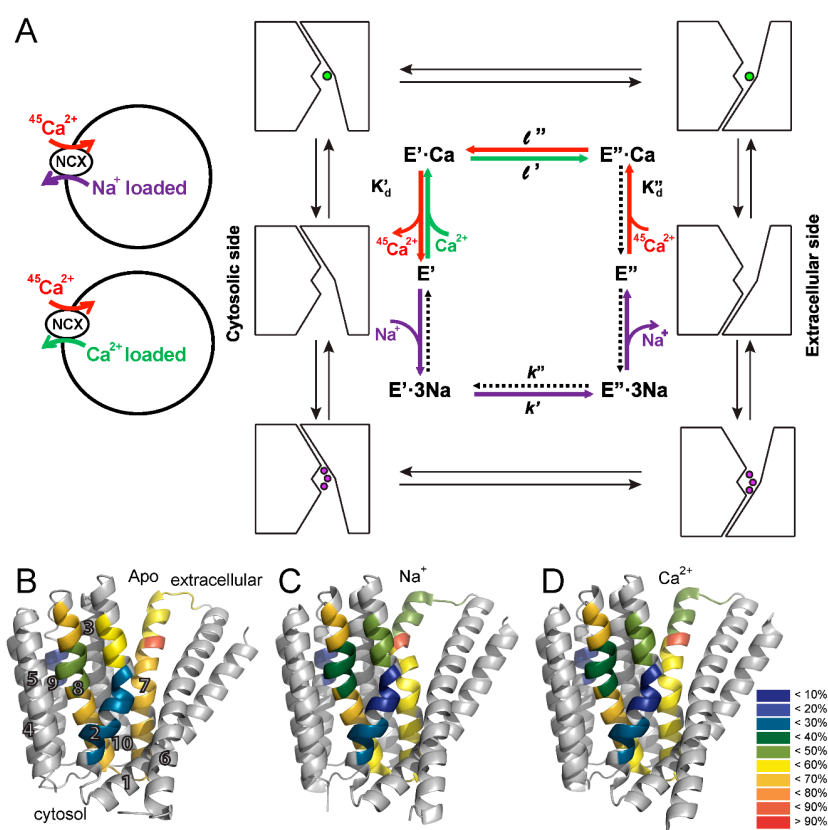 A
⁴⁵Ca²⁺
NCX
Na⁺ loaded
⁴⁵Ca²⁺
NCX
Ca²⁺ loaded
Cytosolic side
Extracellular side
ℓ"
E'·Ca
E"·Ca
ℓ'
K'd
K"d
⁴⁵Ca²⁺
Ca²⁺
⁴⁵Ca²⁺
E'
E"
Na⁺
Na⁺
k"
E'·3Na
E"·3Na
k'
B
Apo
extracellular
3
5
9
8
7
4
2
10
6
1
cytosol
C
Na⁺
D
Ca²⁺
< 10%
< 20%
< 30%
< 40%
< 50%
< 60%
< 70%
< 80%
< 90%
> 90%